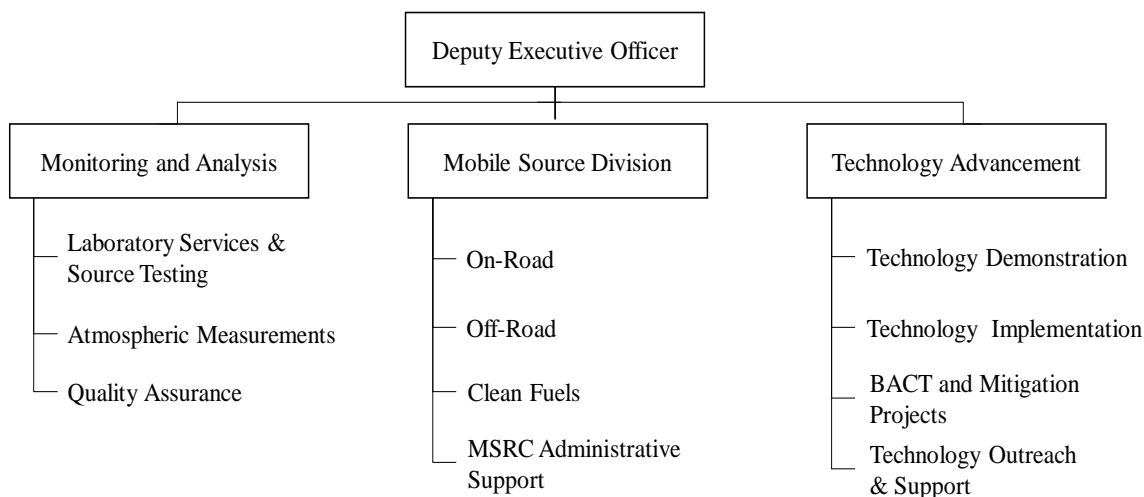 Deputy Executive Officer
Monitoring and Analysis
Laboratory Services &
Source Testing
Atmospheric Measurements
Quality Assurance
Mobile Source Division
On-Road
Off-Road
Clean Fuels
MSRC Administrative
Support
Technology Advancement
Technology Demonstration
Technology Implementation
BACT and Mitigation
Projects
Technology Outreach
& Support